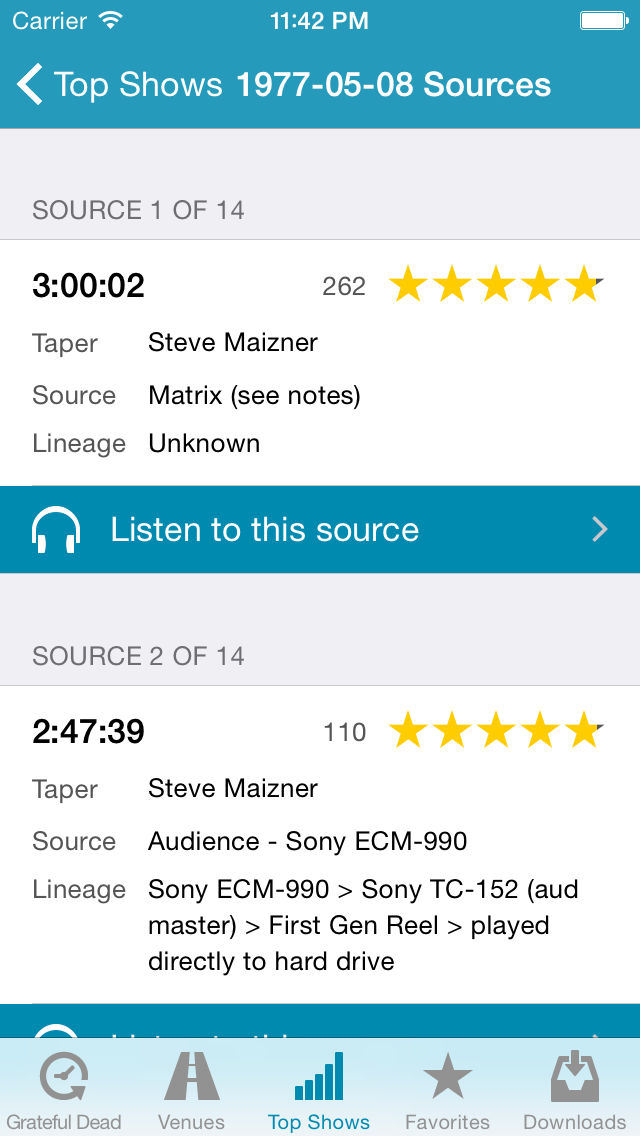 Carrier 11:42 PM
Top Shows 1977-05-08 Sources
SOURCE 1 OF 14
3:00:02 262
Taper Steve Maizner
Source Matrix (see notes)
Lineage Unknown
Listen to this source
SOURCE 2 OF 14
2:47:39 110
Taper Steve Maizner
Source Audience - Sony ECM-990
Lineage Sony ECM-990 > Sony TC-152 (aud
master) > First Gen Reel > played
directly to hard drive
Grateful Dead Venues Top Shows Favorites Downloads